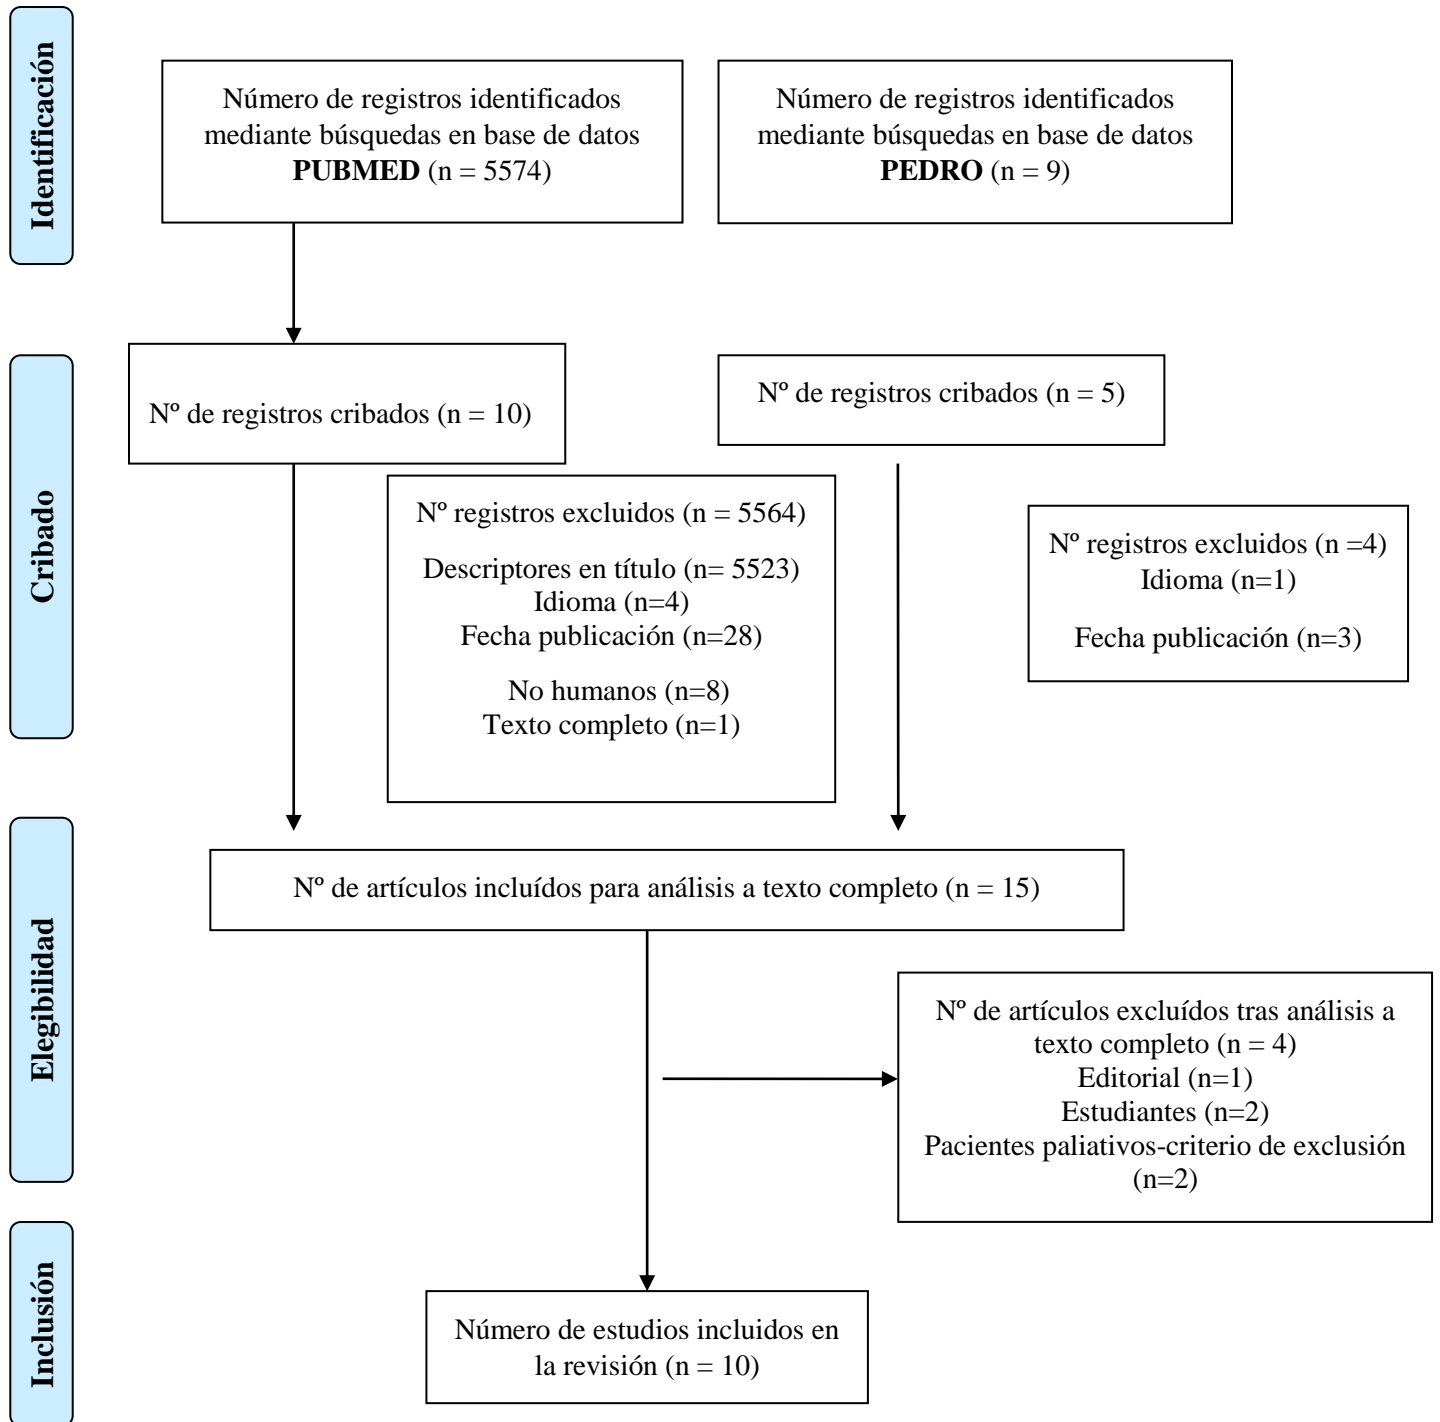 Identificación
Número de registros identificados
mediante búsquedas en base de datos
PUBMED (n = 5574)
Número de registros identificados
mediante búsquedas en base de datos
PEDRO (n = 9)
Cribado
Nº de registros cribados (n = 10)
Nº de registros cribados (n = 5)
Nº registros excluidos (n = 5564)
Descriptores en título (n= 5523)
Idioma (n=4)
Fecha publicación (n=28)
No humanos (n=8)
Texto completo (n=1)
Nº registros excluidos (n =4)
Idioma (n=1)
Fecha publicación (n=3)
Elegibilidad
Nº de artículos incluídos para análisis a texto completo (n = 15)
Nº de artículos excluídos tras análisis a
texto completo (n = 4)
Editorial (n=1)
Estudiantes (n=2)
Pacientes paliativos-criterio de exclusión
(n=2)
Inclusión
Número de estudios incluidos en
la revisión (n = 10)